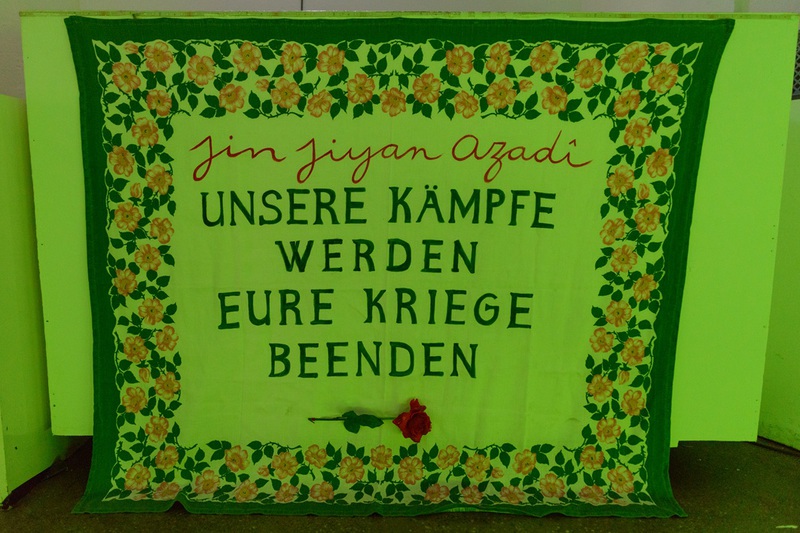 Jin Jiyan Azadî
UNSERE KÄMPFE
WERDEN
EURE KRIEGE
BEENDEN